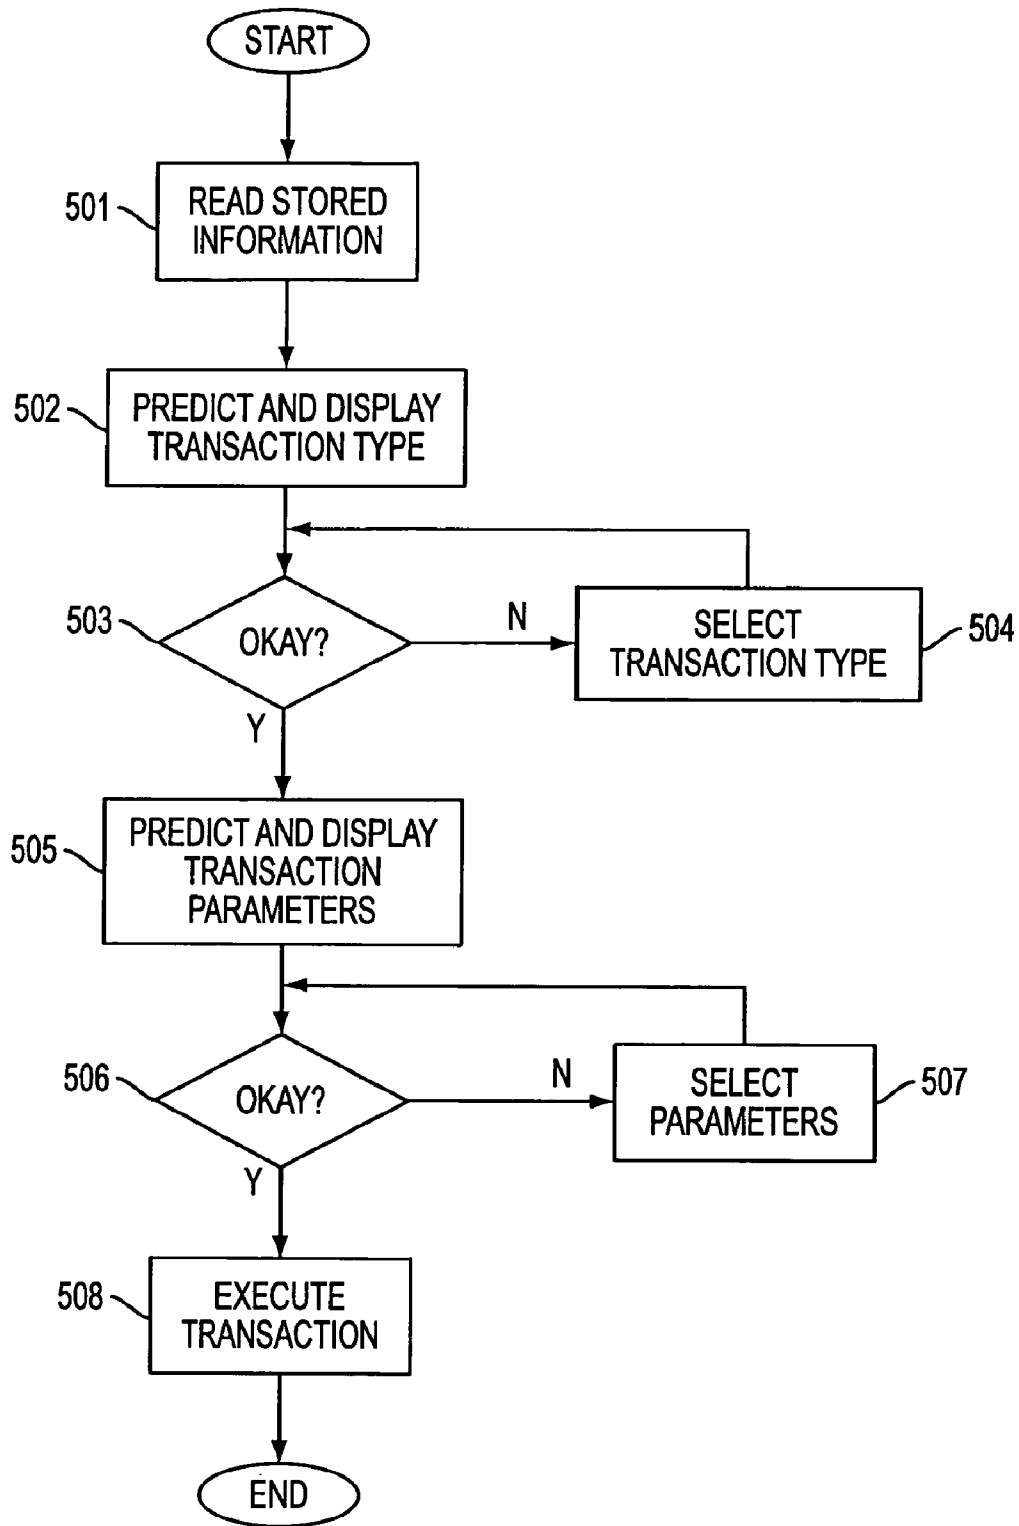 START
501
READ STORED
INFORMATION
502
PREDICT AND DISPLAY
TRANSACTION TYPE
503
OKAY?
N
SELECT
TRANSACTION TYPE
504
Y
505
PREDICT AND DISPLAY
TRANSACTION
PARAMETERS
506
OKAY?
N
SELECT
PARAMETERS
507
Y
508
EXECUTE
TRANSACTION
END